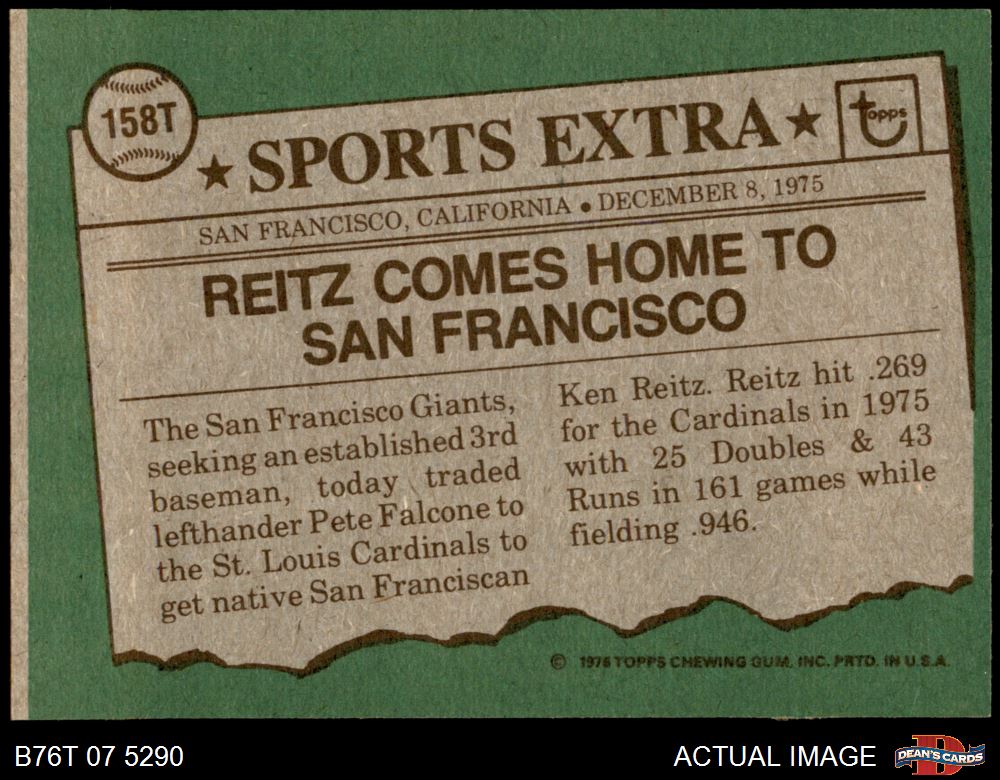 158T
★ SPORTS EXTRA ★
topps
SAN FRANCISCO, CALIFORNIA • DECEMBER 8, 1975
REITZ COMES HOME TO
SAN FRANCISCO
The San Francisco Giants,
seeking an established 3rd
baseman, today traded
lefthander Pete Falcone to
the St. Louis Cardinals to
get native San Franciscan
Ken Reitz. Reitz hit .269
for the Cardinals in 1975
with 25 Doubles & 43
Runs in 161 games while
fielding .946.
© 1976 TOPPS CHEWING GUM, INC. PRTD. IN U.S.A.
B76T 07 5290
ACTUAL IMAGE
D
DEAN'S CARDS